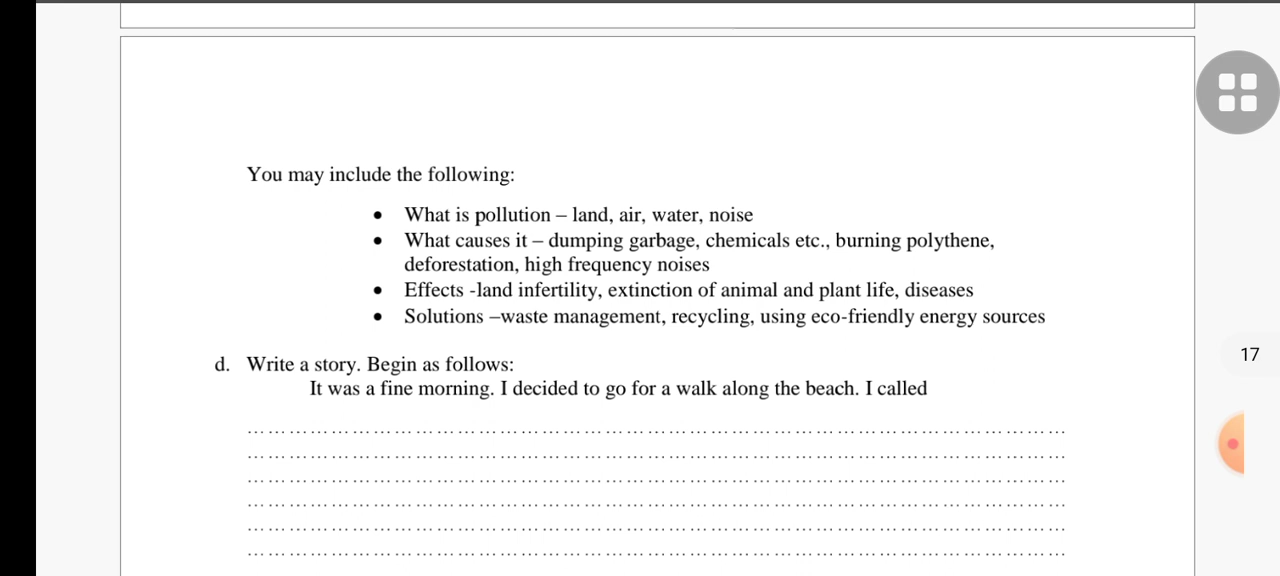 You may include the following:
• What is pollution – land, air, water, noise
• What causes it – dumping garbage, chemicals etc., burning polythene,
deforestation, high frequency noises
• Effects -land infertility, extinction of animal and plant life, diseases
• Solutions –waste management, recycling, using eco-friendly energy sources
17
d. Write a story. Begin as follows:
It was a fine morning. I decided to go for a walk along the beach. I called
………………………………………………………………………………………………
………………………………………………………………………………………………
………………………………………………………………………………………………
………………………………………………………………………………………………
………………………………………………………………………………………………
………………………………………………………………………………………………